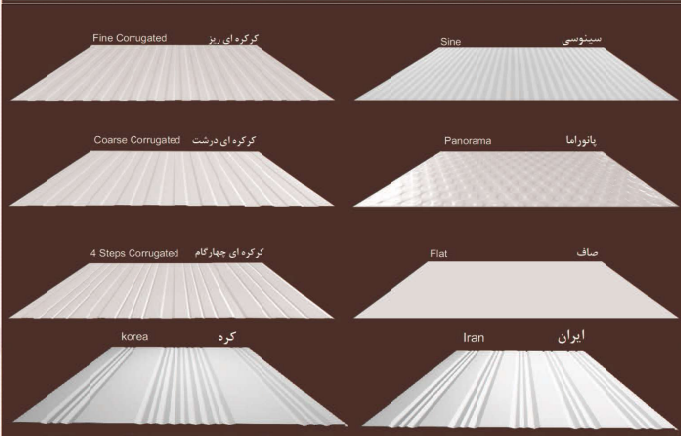 Fine Corrugated کرکره ای ریز
Sine سینوسی
Coarse Corrugated کرکره ای درشت
Panorama پانوراما
4 Steps Corrugated کرکره ای چهارگام
Flat صاف
korea کره
Iran ایران